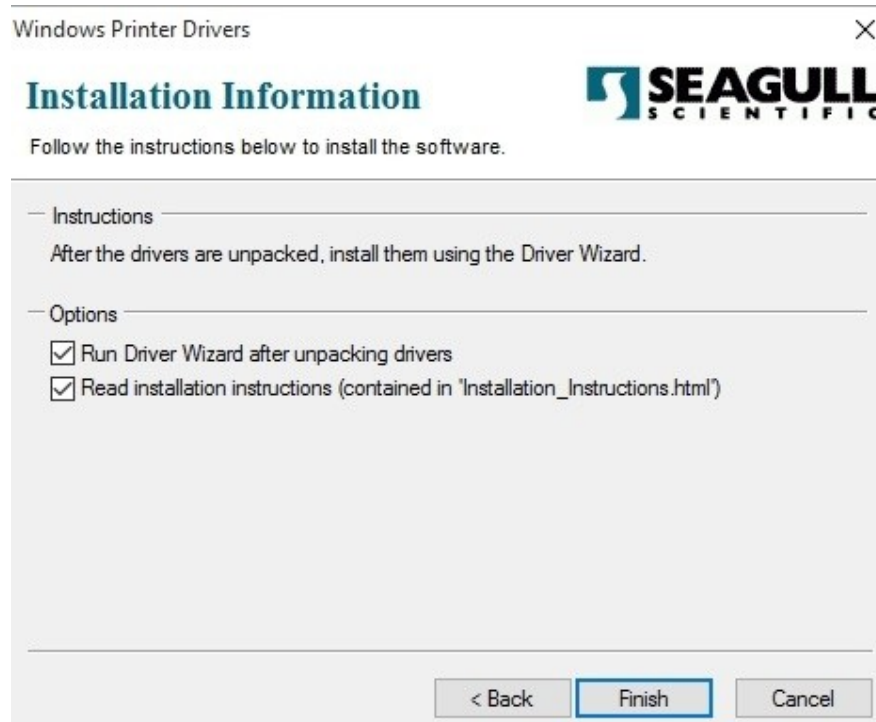 Windows Printer Drivers
Installation Information
SEAGULL
SCIENTIFIC
Follow the instructions below to install the software.
Instructions
After the drivers are unpacked, install them using the Driver Wizard.
Options
Run Driver Wizard after unpacking drivers
Read installation instructions (contained in 'Installation_Instructions.html')
< Back Finish Cancel